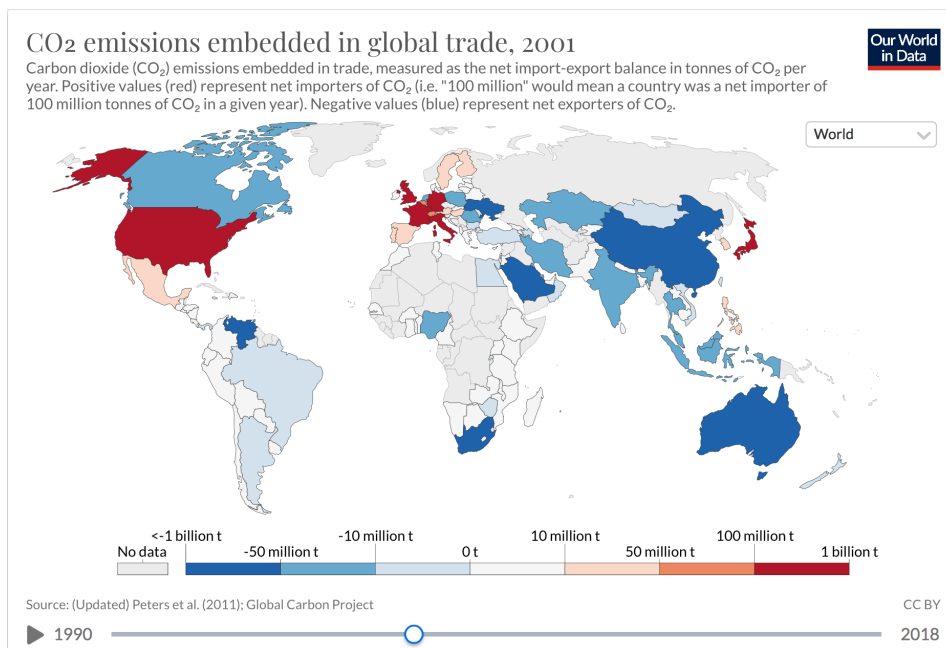 CO₂ emissions embedded in global trade, 2001
Our World
in Data
Carbon dioxide (CO₂) emissions embedded in trade, measured as the net import-export balance in tonnes of CO₂ per
year. Positive values (red) represent net importers of CO₂ (i.e. "100 million" would mean a country was a net importer of
100 million tonnes of CO₂ in a given year). Negative values (blue) represent net exporters of CO₂.
World
<-1 billion t -10 million t 10 million t 100 million t
No data -50 million t 0 t 50 million t 1 billion t
Source: (Updated) Peters et al. (2011); Global Carbon Project CC BY
1990 2018